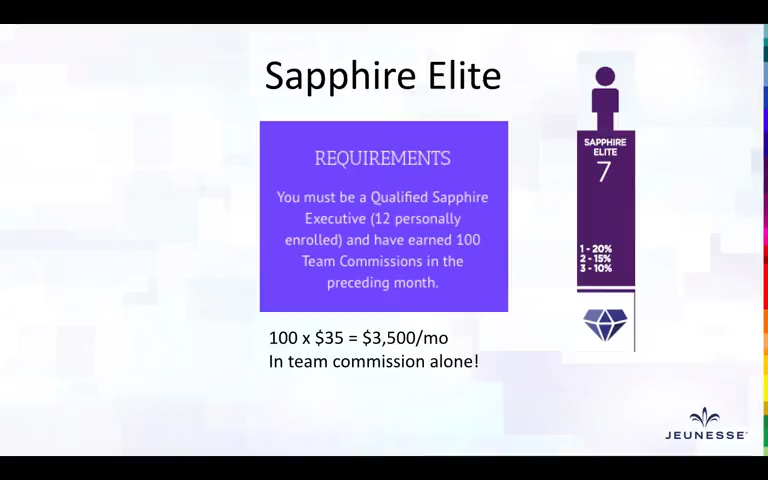 Sapphire Elite
REQUIREMENTS
You must be a Qualified Sapphire
Executive (12 personally
enrolled) and have earned 100
Team Commissions in the
preceding month.
100 x $35 = $3,500/mo
In team commission alone!
SAPPHIRE
ELITE
7
1 - 20%
2 - 15%
3 - 10%
JEUNESSE